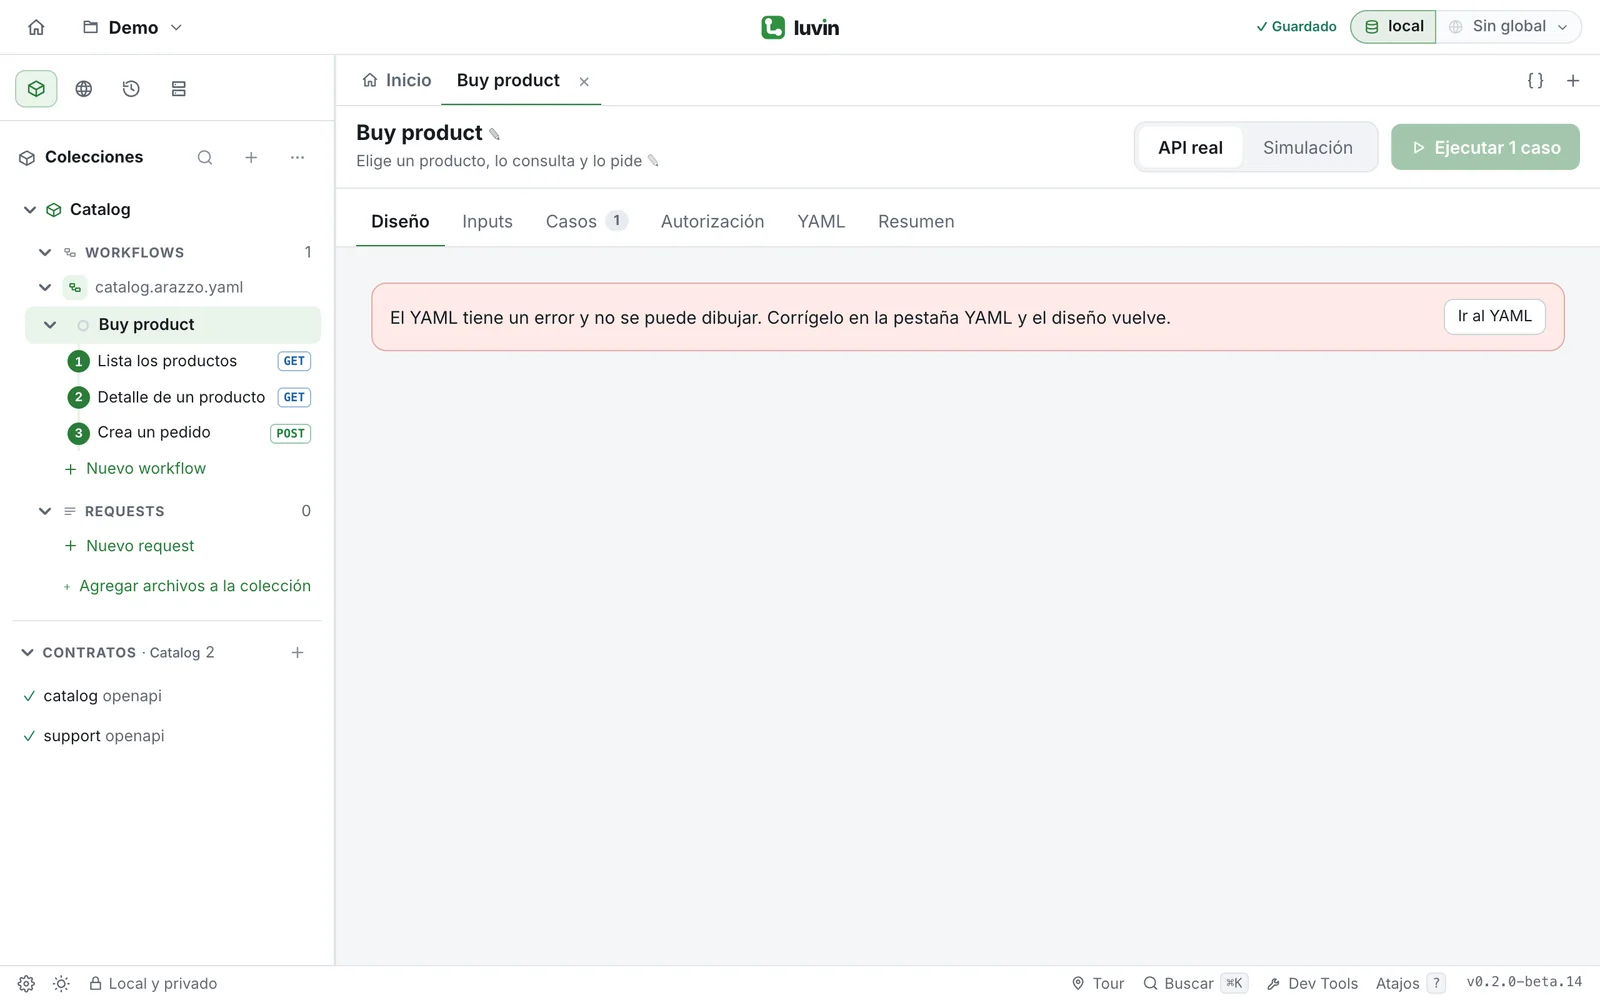 Demo
luvin
Guardado
local
Sin global
Inicio
Buy product
{}
Colecciones
Buy product
Elige un producto, lo consulta y lo pide
API real
Simulación
Ejecutar 1 caso
Catalog
WORKFLOWS 1
catalog.arazzo.yaml
Buy product
1 Lista los productos GET
2 Detalle de un producto GET
3 Crea un pedido POST
+ Nuevo workflow
REQUESTS 0
+ Nuevo request
+ Agregar archivos a la colección
CONTRATOS · Catalog 2
catalog openapi
support openapi
Diseño
Inputs
Casos 1
Autorización
YAML
Resumen
El YAML tiene un error y no se puede dibujar. Corrígelo en la pestaña YAML y el diseño vuelve.
Ir al YAML
Local y privado
Tour
Buscar ⌘K
Dev Tools
Atajos ?
v0.2.0-beta.14